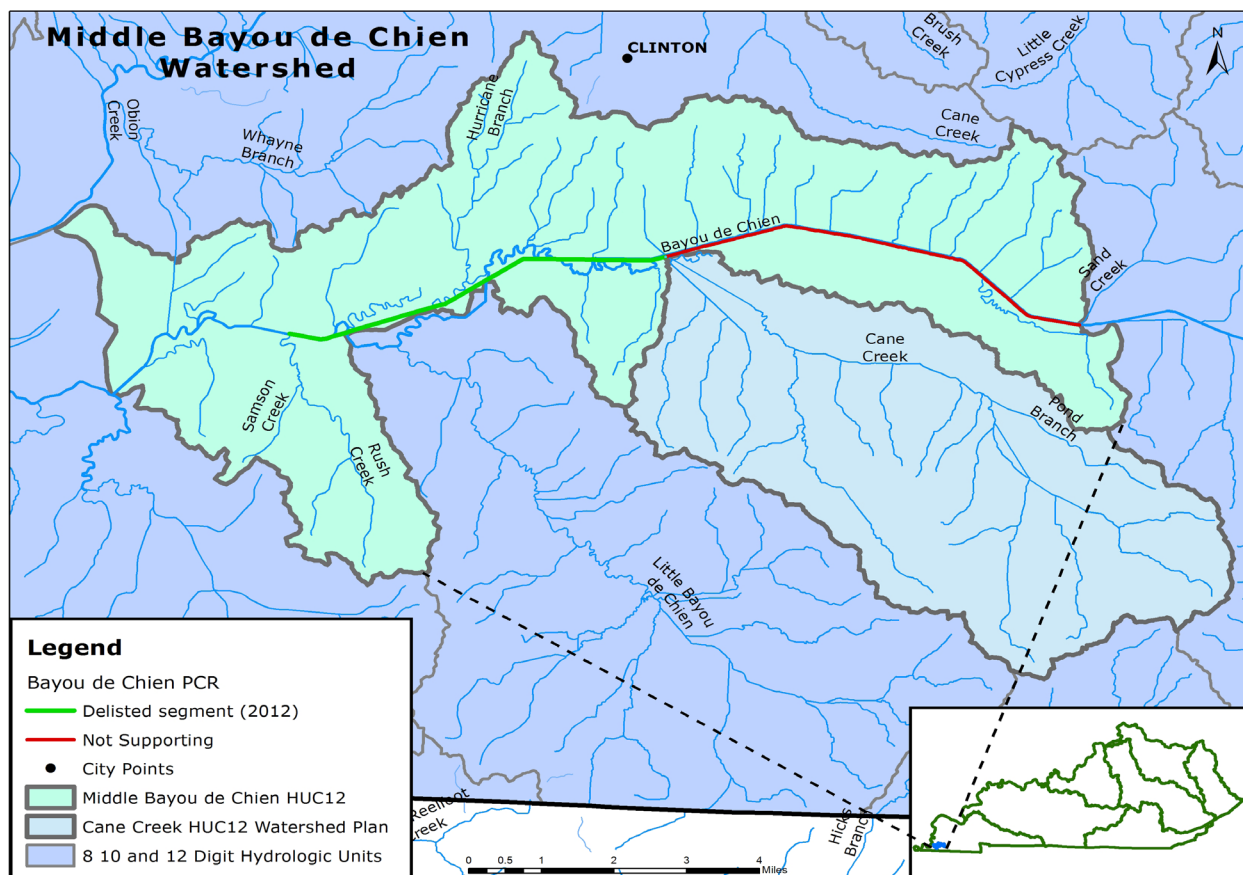 Middle Bayou de Chien
Watershed
CLINTON
N
Brush
Creek
Little
Cypress Creek
Obion
Creek
Whayne
Branch
Hurricane
Branch
Cane
Creek
Bayou de Chien
Sand
Creek
Cane
Creek
Pond
Branch
Samson
Creek
Rush
Creek
Little Bayou
de Chien
Reelfoot
Creek
Hicks
Branch
Legend
Bayou de Chien PCR
Delisted segment (2012)
Not Supporting
City Points
Middle Bayou de Chien HUC12
Cane Creek HUC12 Watershed Plan
8 10 and 12 Digit Hydrologic Units
0 0.5 1 2 3 4
Miles